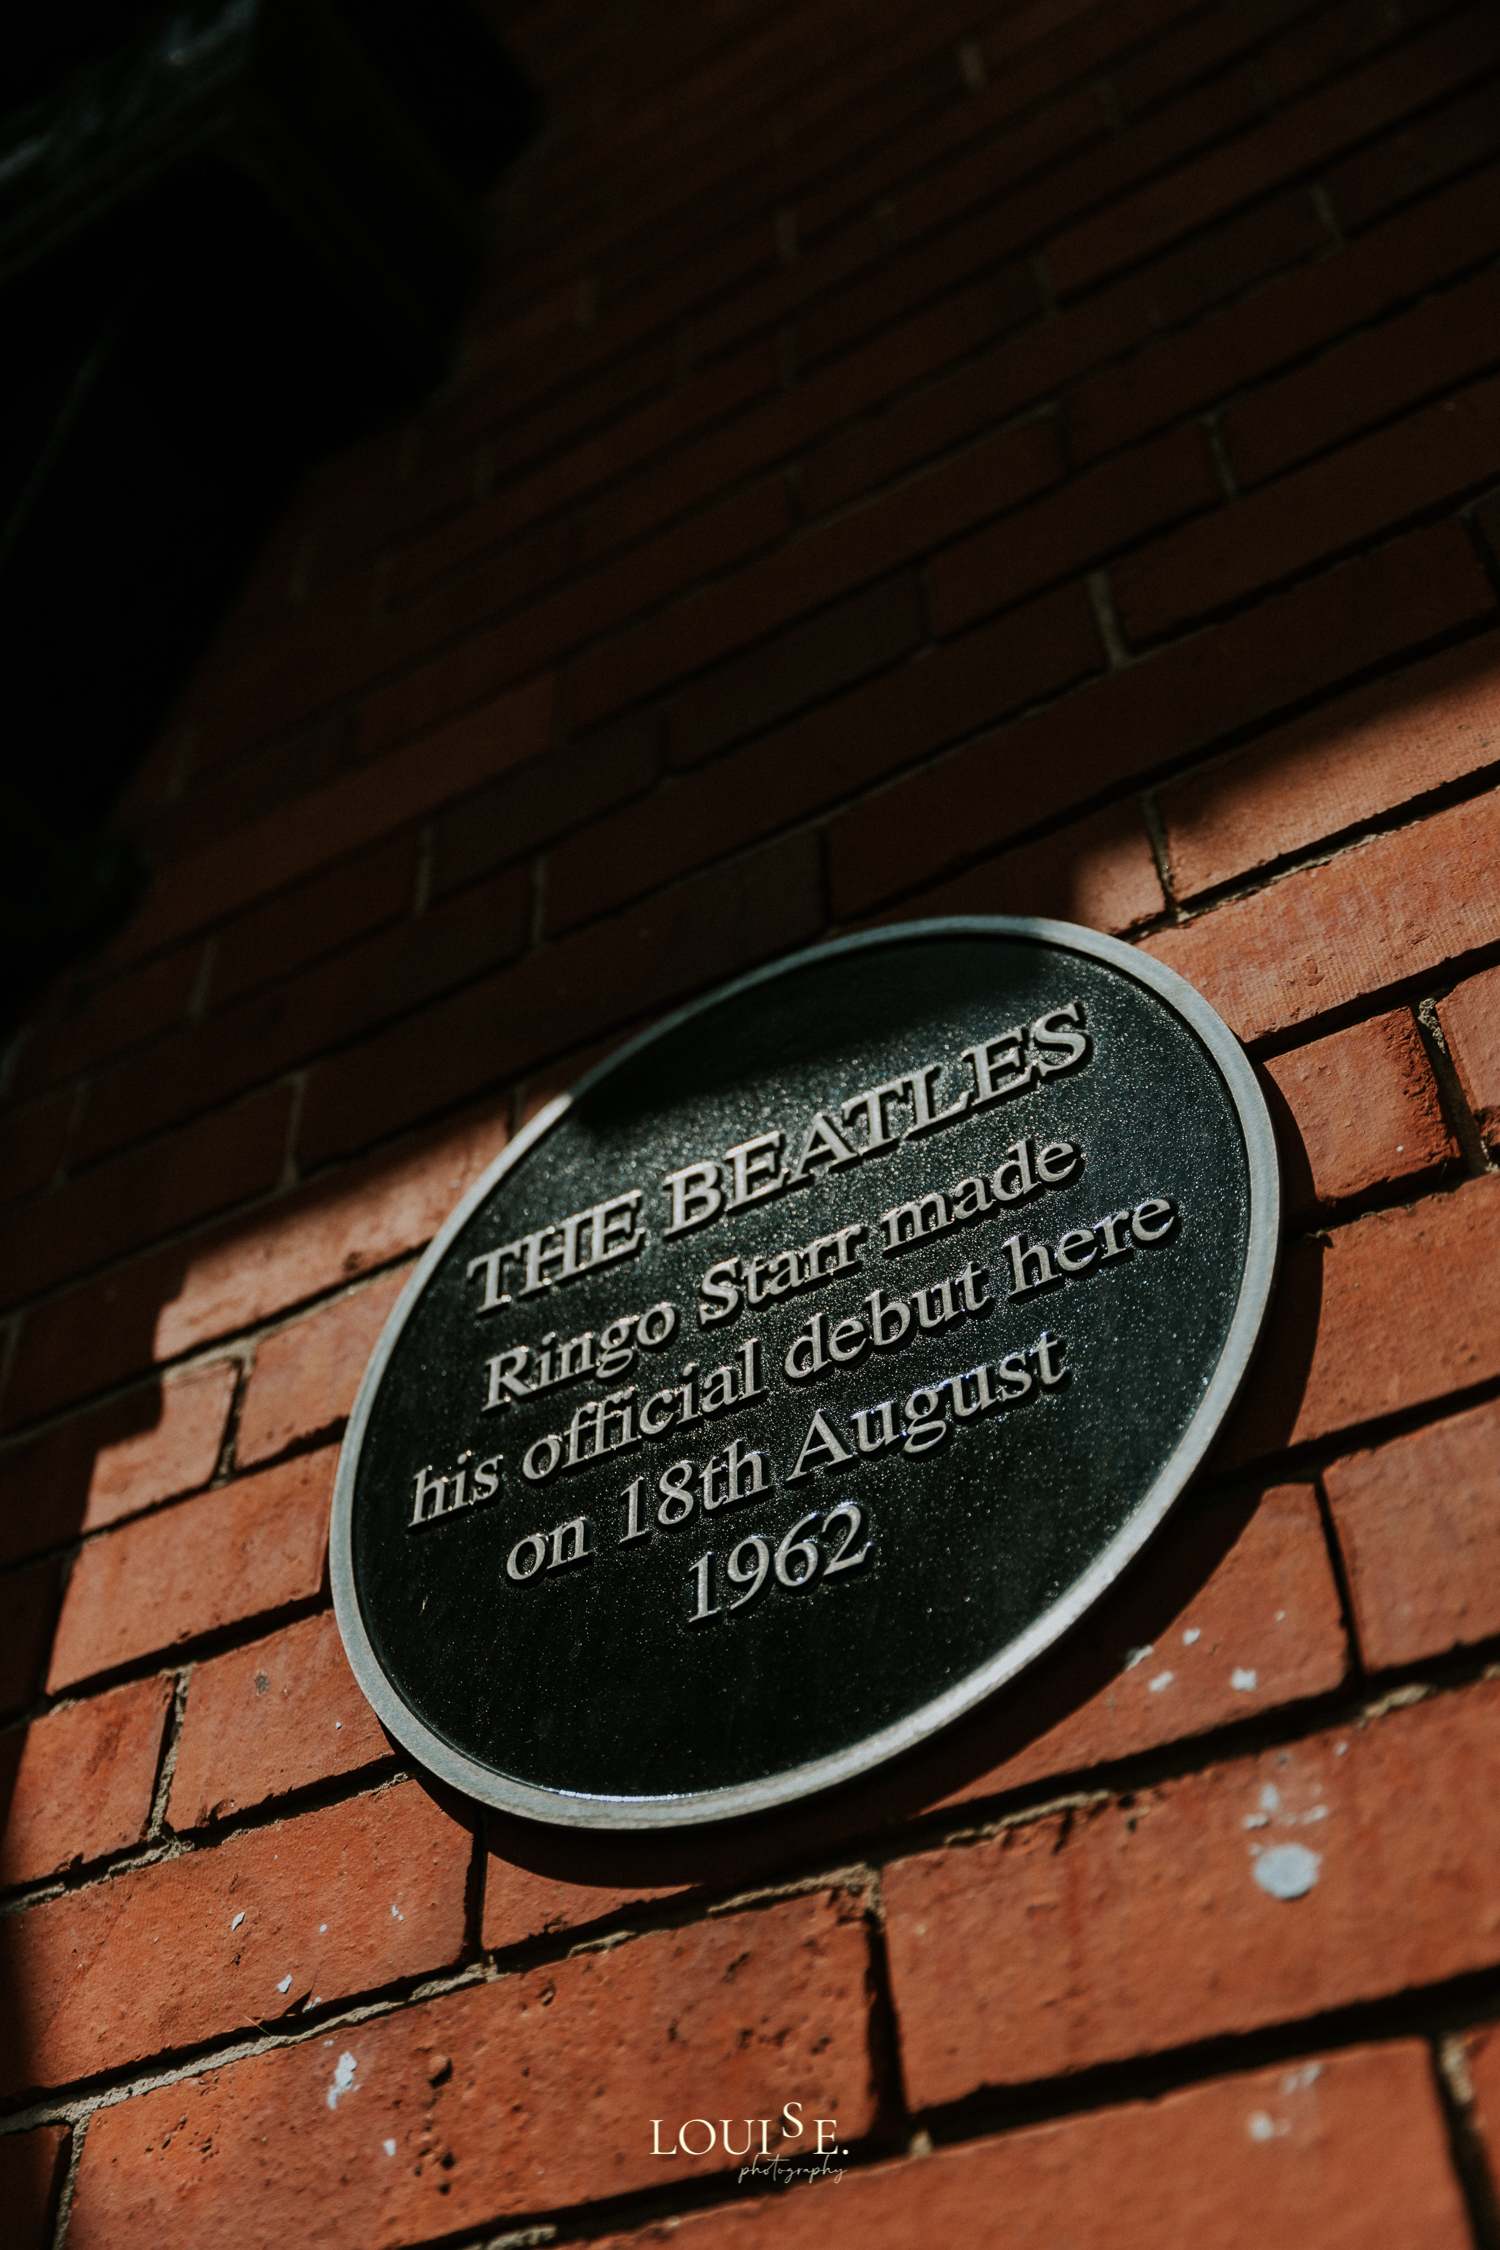 THE BEATLES
Ringo Starr made
his official debut here
on 18th August
1962
LOUISE.
photography